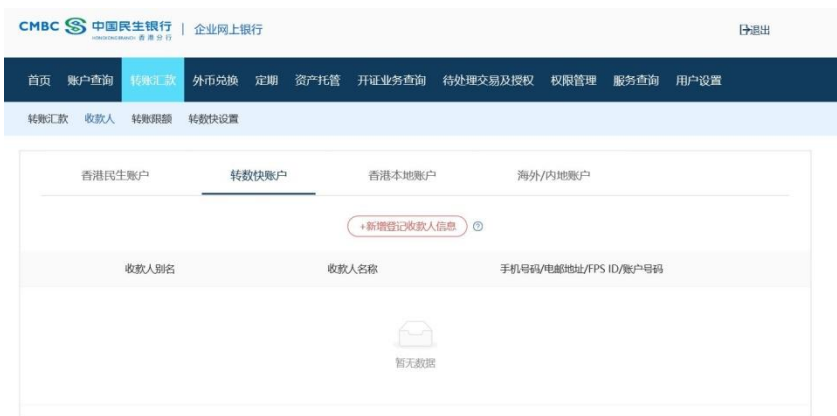 CMBC 中国民生银行 | 企业网上银行
HONG KONG BRANCH 香港分行
退出
首页 账户查询 转账汇款 外币兑换 定期 资产托管 开证业务查询 待处理交易及授权 权限管理 服务查询 用户设置
转账汇款 收款人 转账限额 转数快设置
香港民生账户 转数快账户 香港本地账户 海外/内地账户
+新增登记收款人信息
收款人别名 收款人名称 手机号码/电邮地址/FPS ID/账户号码
暂无数据